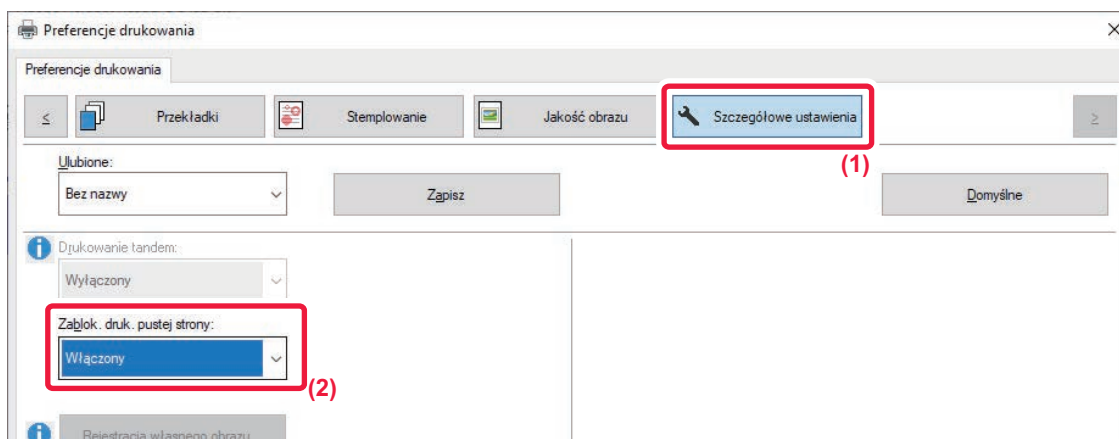 Preferencje drukowania
Preferencje drukowania
< Przekładki Stemplowanie Jakość obrazu Szczegółowe ustawienia >
(1)
Ulubione:
Bez nazwy Zapisz Domyślne
Drukowanie tandem:
Wyłączony
Zablok. druk. pustej strony:
Włączony
(2)
Rejestracja własnego obrazu